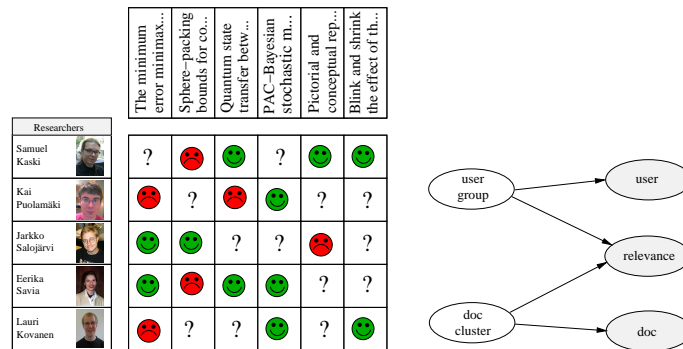 The minimum
error minimax...
Sphere-packing
bounds for co...
Quantum state
transfer betw...
PAC-Bayesian
stochastic m...
Pictorial and
conceptual rep...
Blink and shrink
the effect of th...
Researchers
Samuel
Kaski
? ?
Kai
Puolamäki
? ? ?
Jarkko
Salojärvi
? ? ?
Eerika
Savia
? ?
Lauri
Kovanen
? ? ?
user
group
user
relevance
doc
cluster
doc